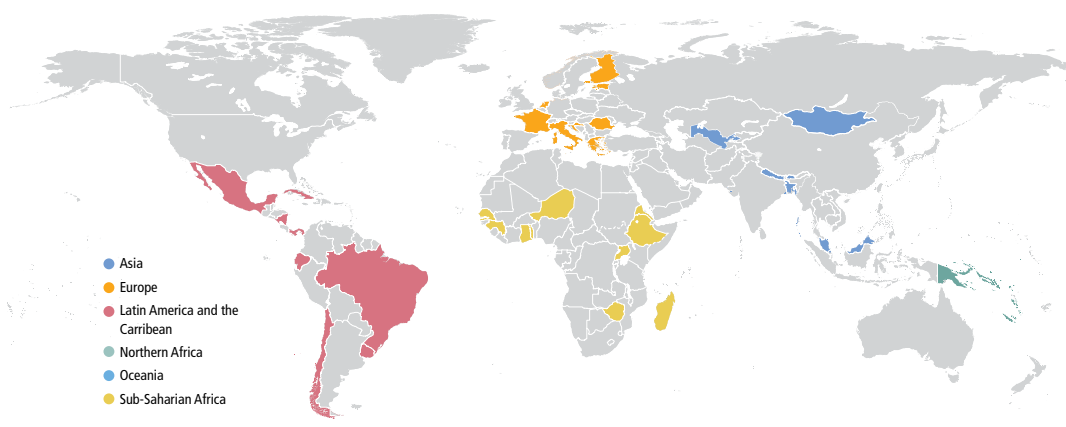 Asia
Europe
Latin America and the
Carribean
Northern Africa
Oceania
Sub-Saharian Africa